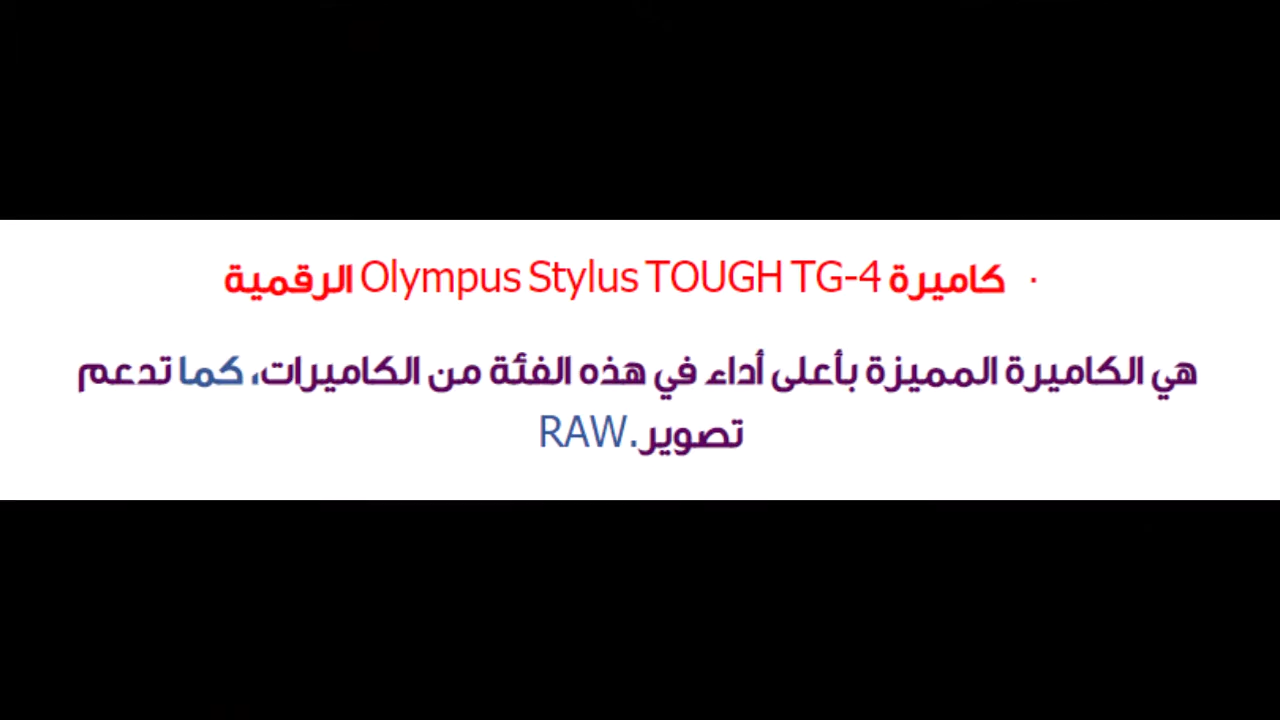 · كاميرة Olympus Stylus TOUGH TG-4 الرقمية
هي الكاميرة المميزة بأعلى أداء في هذه الفئة من الكاميرات، كما تدعم
تصوير.RAW